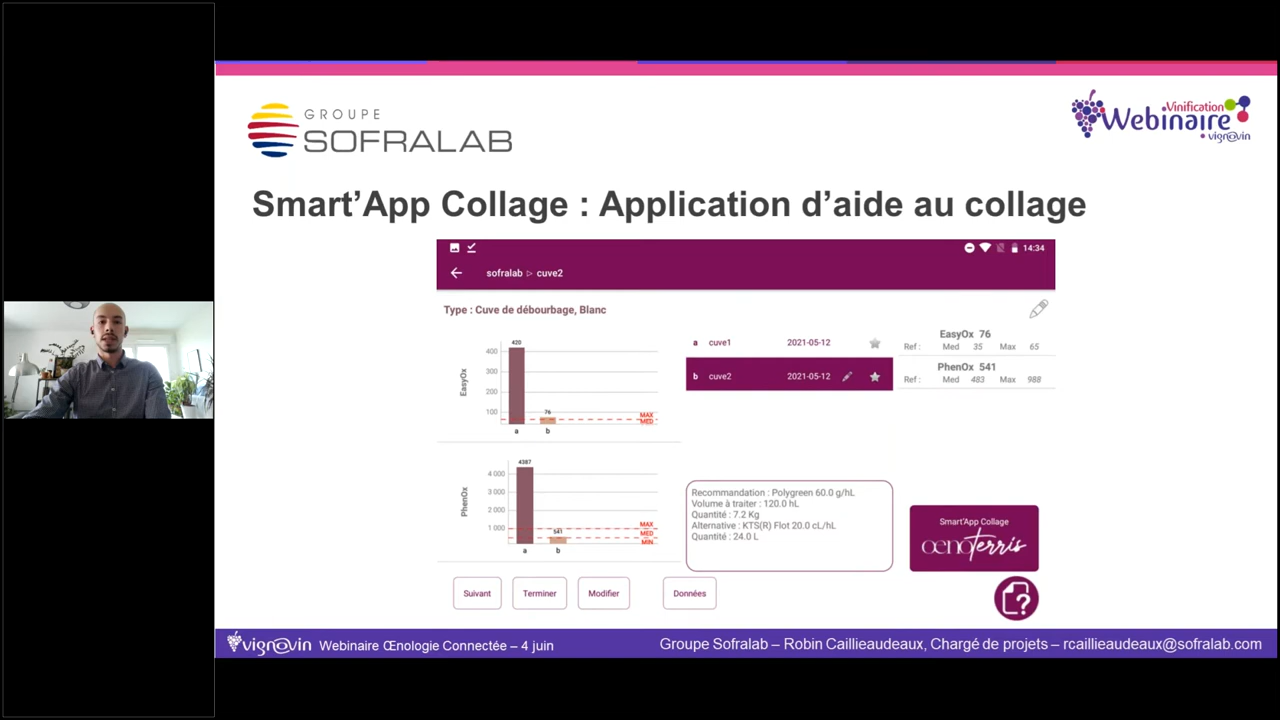 GROUPE
SOFRALAB
Vinification
Webinaire
vignovin
Smart’App Collage : Application d’aide au collage
14:34
sofralab ▷ cuve2
Type : Cuve de débourbage, Blanc
EasyOx
400
300
200
100
420
76
MAX
MED
a
b
PhenOx
4 000
3 000
2 000
1 000
4387
541
MAX
MED
MIN
a
b
a cuve1 2021-05-12
b cuve2 2021-05-12
EasyOx 76
Ref : Med 35 Max 65
PhenOx 541
Ref : Med 483 Max 988
Recommandation : Polygreen 60.0 g/hL
Volume à traiter : 120.0 hL
Quantité : 7.2 Kg
Alternative : KTS(R) Flot 20.0 cL/hL
Quantité : 24.0 L
Smart'App Collage
œnoterris
Suivant
Terminer
Modifier
Données
?
vignovin Webinaire Œnologie Connectée – 4 juin
Groupe Sofralab – Robin Caillieaudeaux, Chargé de projets – rcaillieaudeaux@sofralab.com